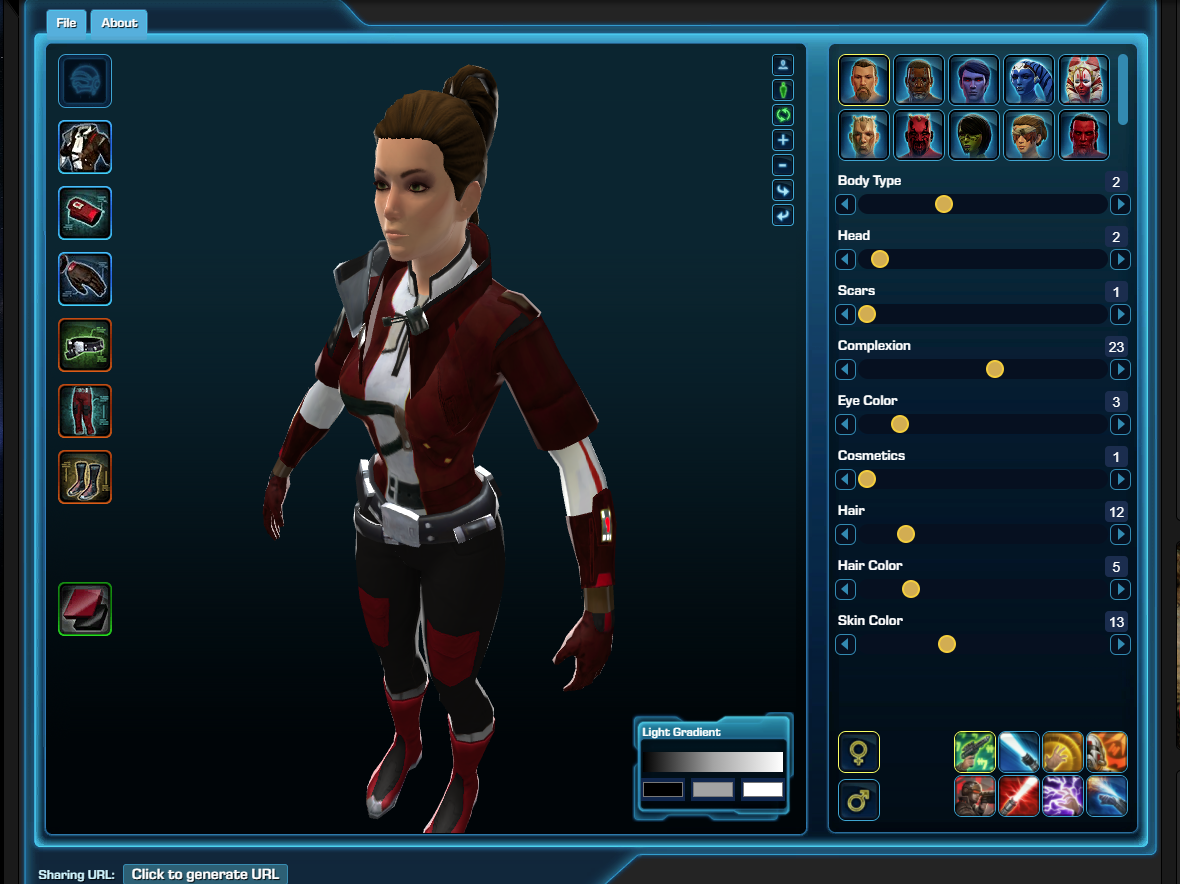 File About
Body Type 2
Head 2
Scars 1
Complexion 23
Eye Color 3
Cosmetics 1
Hair 12
Hair Color 5
Skin Color 13
Light Gradient
Sharing URL: Click to generate URL